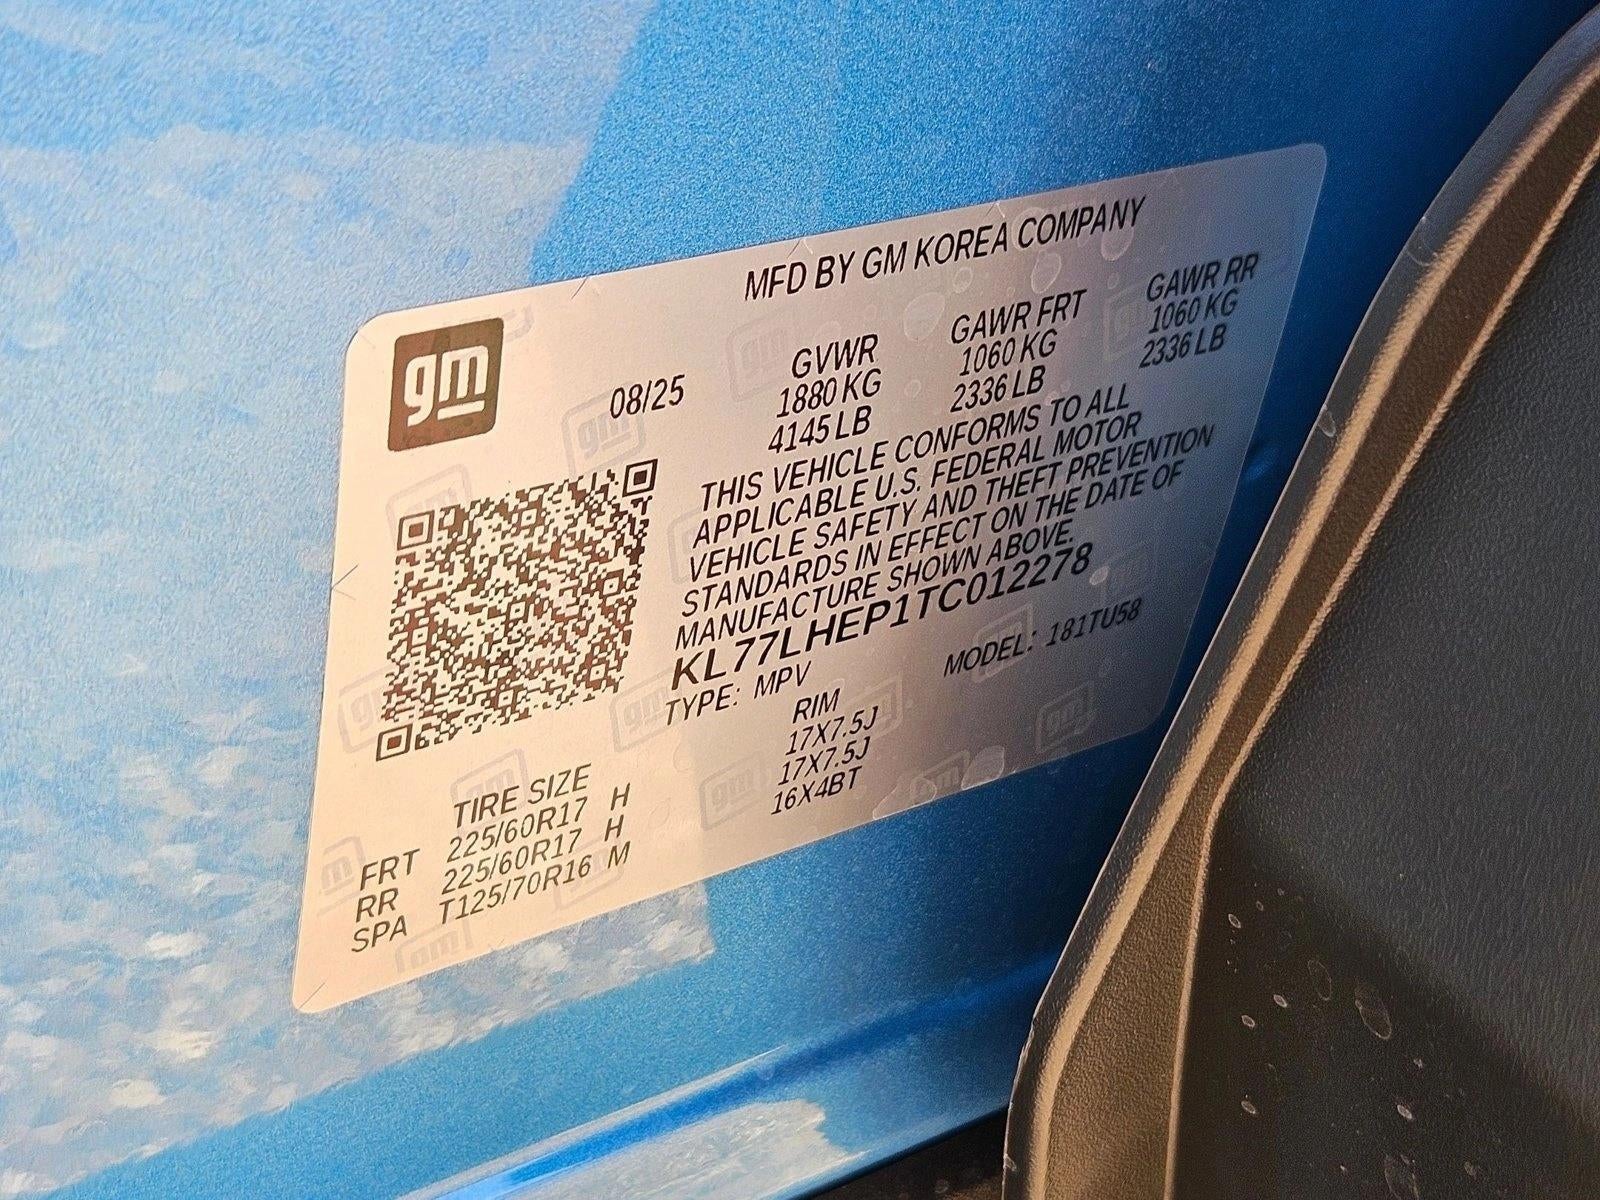 MFD BY GM KOREA COMPANY
gm
08/25
GVWR GAWR FRT GAWR RR
1880 KG 1060 KG 1060 KG
4145 LB 2336 LB 2336 LB
THIS VEHICLE CONFORMS TO ALL
APPLICABLE U.S. FEDERAL MOTOR
VEHICLE SAFETY AND THEFT PREVENTION
STANDARDS IN EFFECT ON THE DATE OF
MANUFACTURE SHOWN ABOVE.
KL77LHEP1TC012278
TYPE: MPV MODEL: 181TU58
TIRE SIZE RIM
FRT 225/60R17 H 17X7.5J
RR 225/60R17 H 17X7.5J
SPA T125/70R16 M 16X4BT